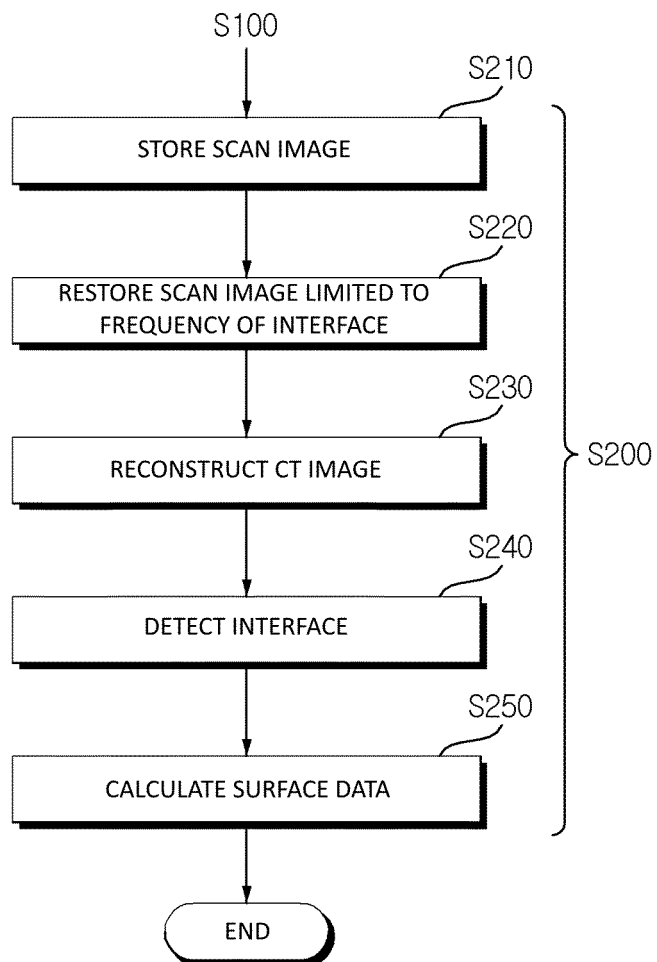 S100
S210
STORE SCAN IMAGE
S220
RESTORE SCAN IMAGE LIMITED TO
FREQUENCY OF INTERFACE
S230
RECONSTRUCT CT IMAGE
S200
S240
DETECT INTERFACE
S250
CALCULATE SURFACE DATA
END